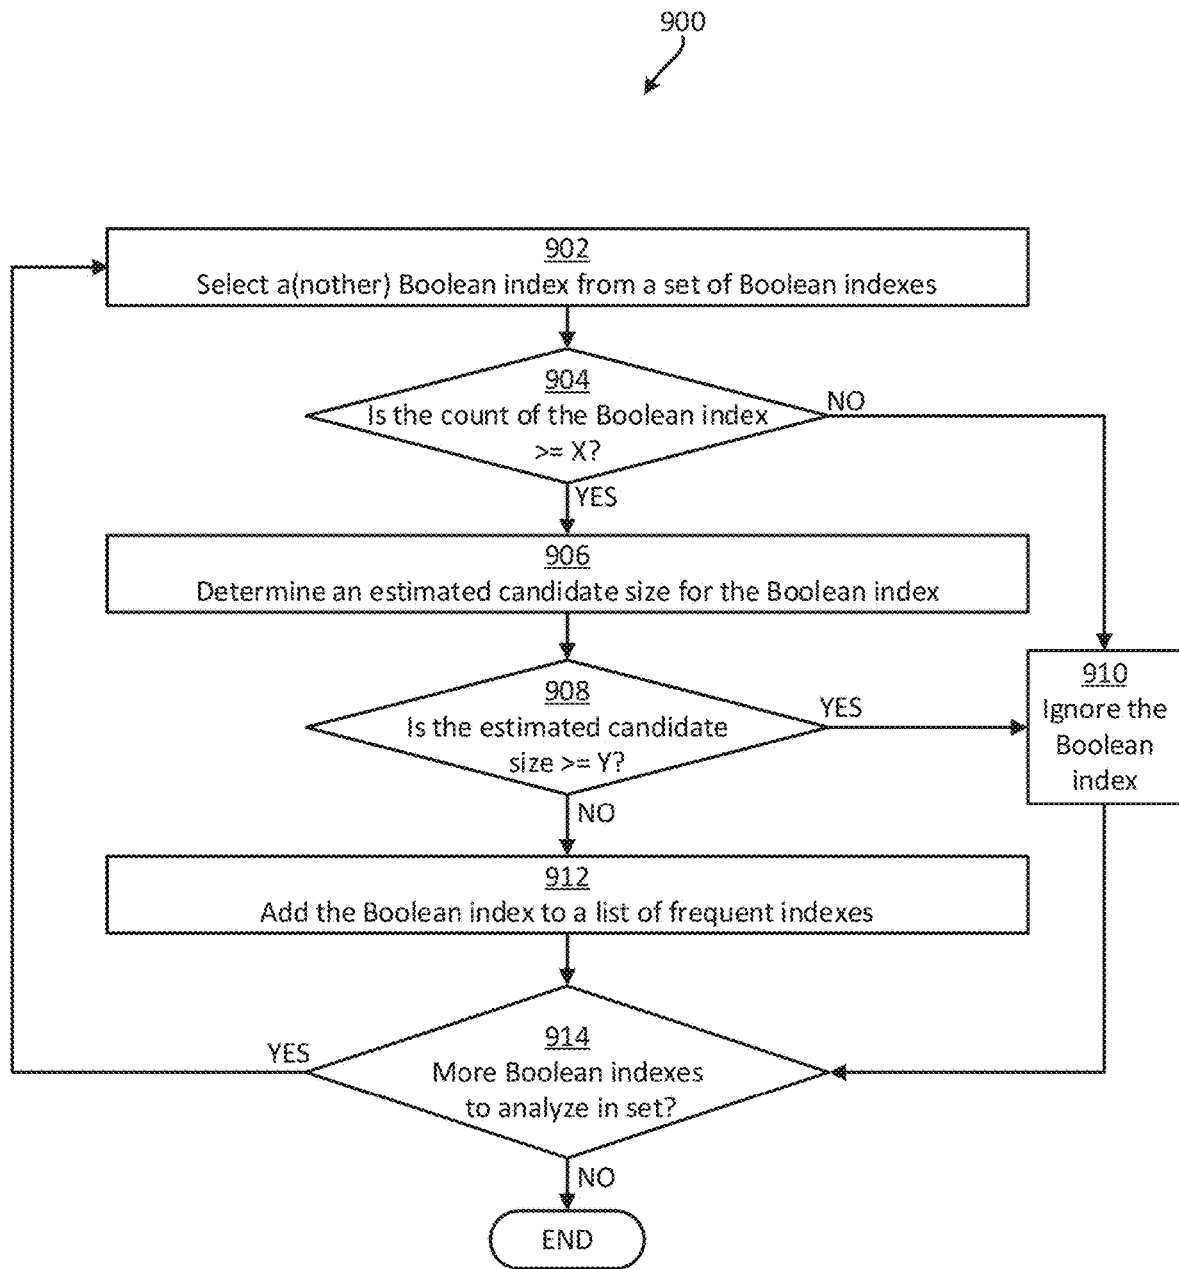 900
902
Select a(nother) Boolean index from a set of Boolean indexes
904
Is the count of the Boolean index
>= X?
NO
YES
906
Determine an estimated candidate size for the Boolean index
908
Is the estimated candidate
size >= Y?
YES
910
Ignore the
Boolean
index
NO
912
Add the Boolean index to a list of frequent indexes
YES
914
More Boolean indexes
to analyze in set?
NO
END